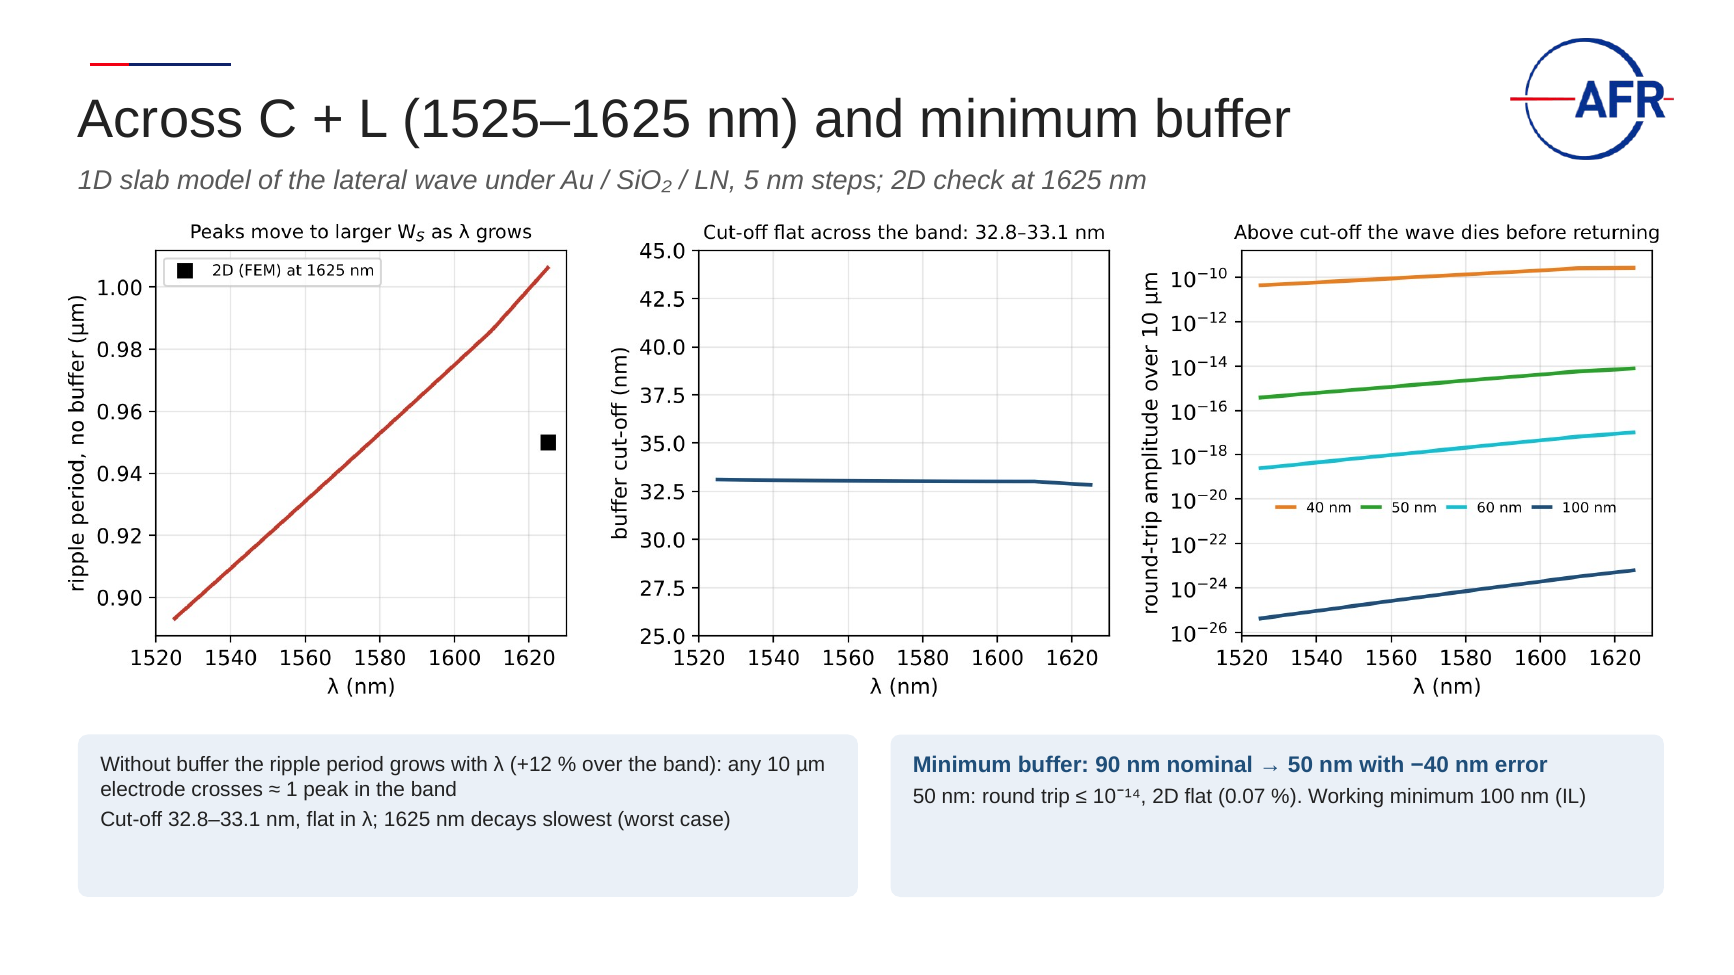 AFR
Across C + L (1525–1625 nm) and minimum buffer
1D slab model of the lateral wave under Au / SiO₂ / LN, 5 nm steps; 2D check at 1625 nm
Peaks move to larger W_S as λ grows
2D (FEM) at 1625 nm
ripple period, no buffer (µm)
1.00
0.98
0.96
0.94
0.92
0.90
1520 1540 1560 1580 1600 1620
λ (nm)
Cut-off flat across the band: 32.8–33.1 nm
buffer cut-off (nm)
45.0
42.5
40.0
37.5
35.0
32.5
30.0
27.5
25.0
1520 1540 1560 1580 1600 1620
λ (nm)
Above cut-off the wave dies before returning
round-trip amplitude over 10 µm
10⁻¹⁰
10⁻¹²
10⁻¹⁴
10⁻¹⁶
10⁻¹⁸
10⁻²⁰
40 nm 50 nm 60 nm 100 nm
10⁻²²
10⁻²⁴
10⁻²⁶
1520 1540 1560 1580 1600 1620
λ (nm)
Without buffer the ripple period grows with λ (+12 % over the band): any 10 µm
electrode crosses ≈ 1 peak in the band
Cut-off 32.8–33.1 nm, flat in λ; 1625 nm decays slowest (worst case)
Minimum buffer: 90 nm nominal → 50 nm with −40 nm error
50 nm: round trip ≤ 10⁻¹⁴, 2D flat (0.07 %). Working minimum 100 nm (IL)